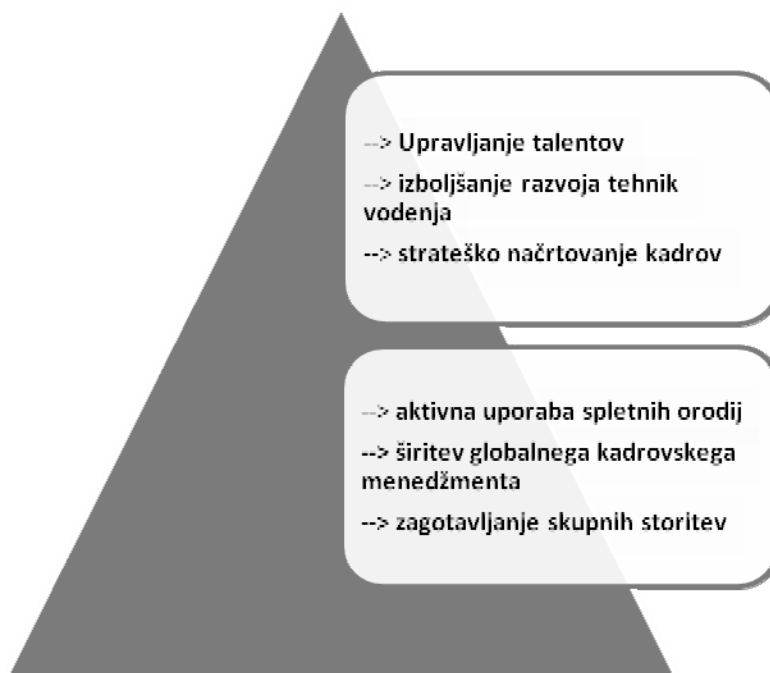 --> Upravljanje talentov
--> izboljšanje razvoja tehnik
vodenja
--> strateško načrtovanje kadrov
--> aktivna uporaba spletnih orodij
--> širitev globalnega kadrovskega
menedžmenta
--> zagotavljanje skupnih storitev